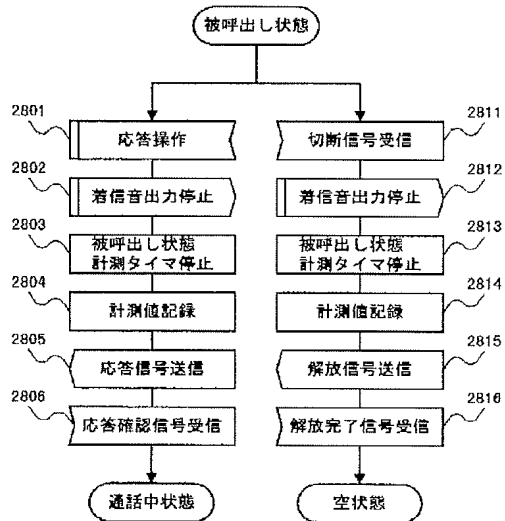 被呼出し状態
2801
応答操作
2811
切断信号受信
2802
着信音出力停止
2812
着信音出力停止
2803
被呼出し状態
計測タイマ停止
2813
被呼出し状態
計測タイマ停止
2804
計測値記録
2814
計測値記録
2805
応答信号送信
2815
解放信号送信
2806
応答確認信号受信
2816
解放完了信号受信
通話中状態
空状態